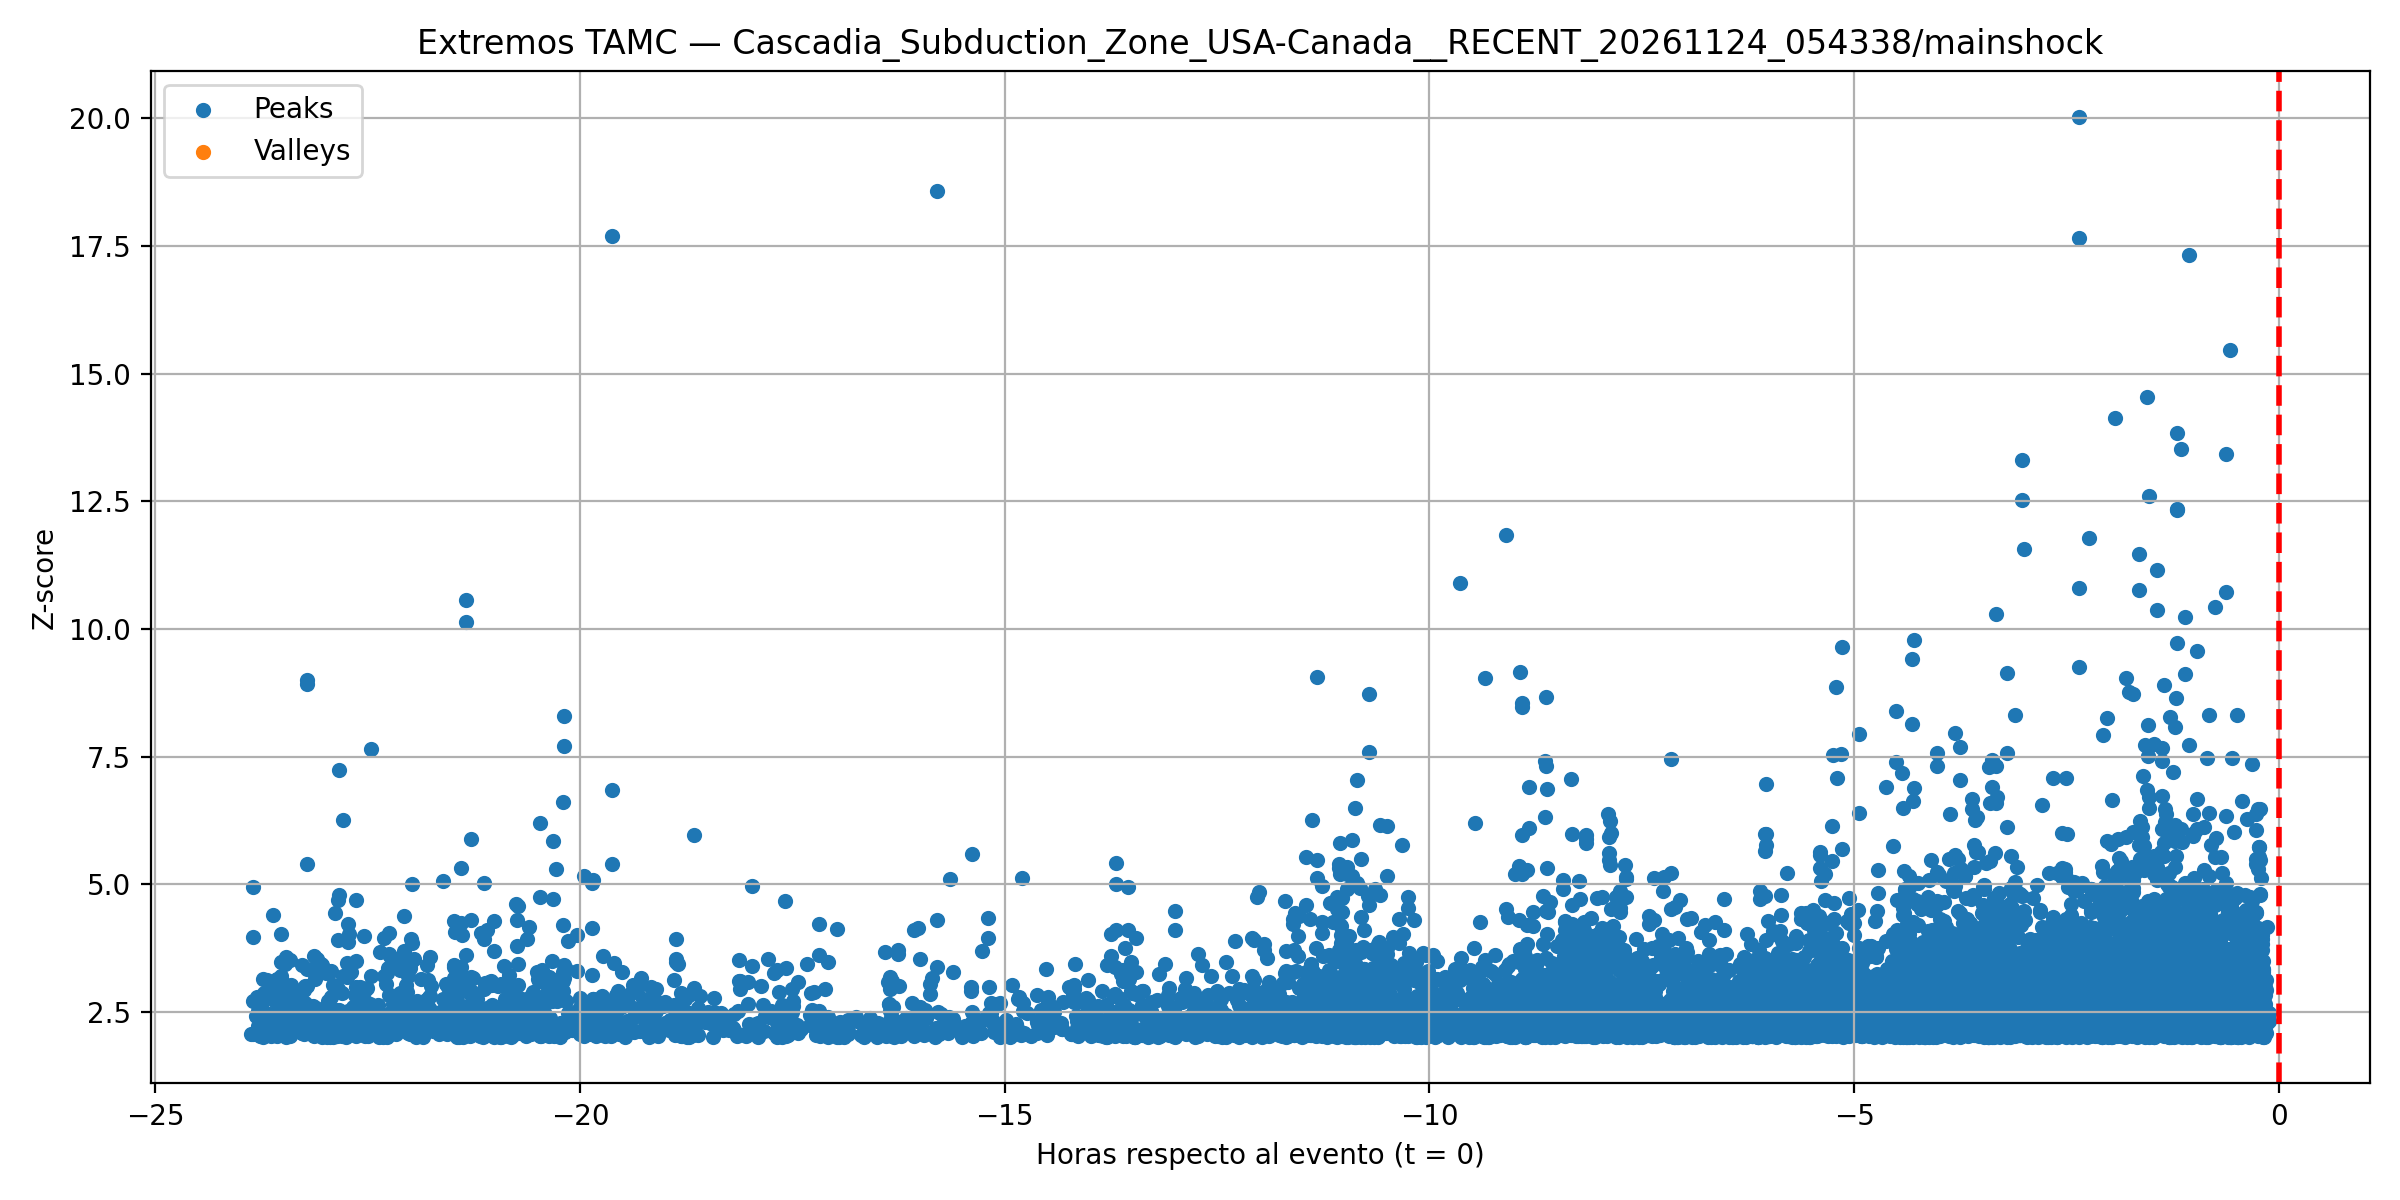 Extremos TAMC — Cascadia_Subduction_Zone_USA-Canada__RECENT_20261124_054338/mainshock
Peaks
Valleys
20.0
17.5
15.0
12.5
10.0
7.5
5.0
2.5
Z-score
−25
−20
−15
−10
−5
0
Horas respecto al evento (t = 0)